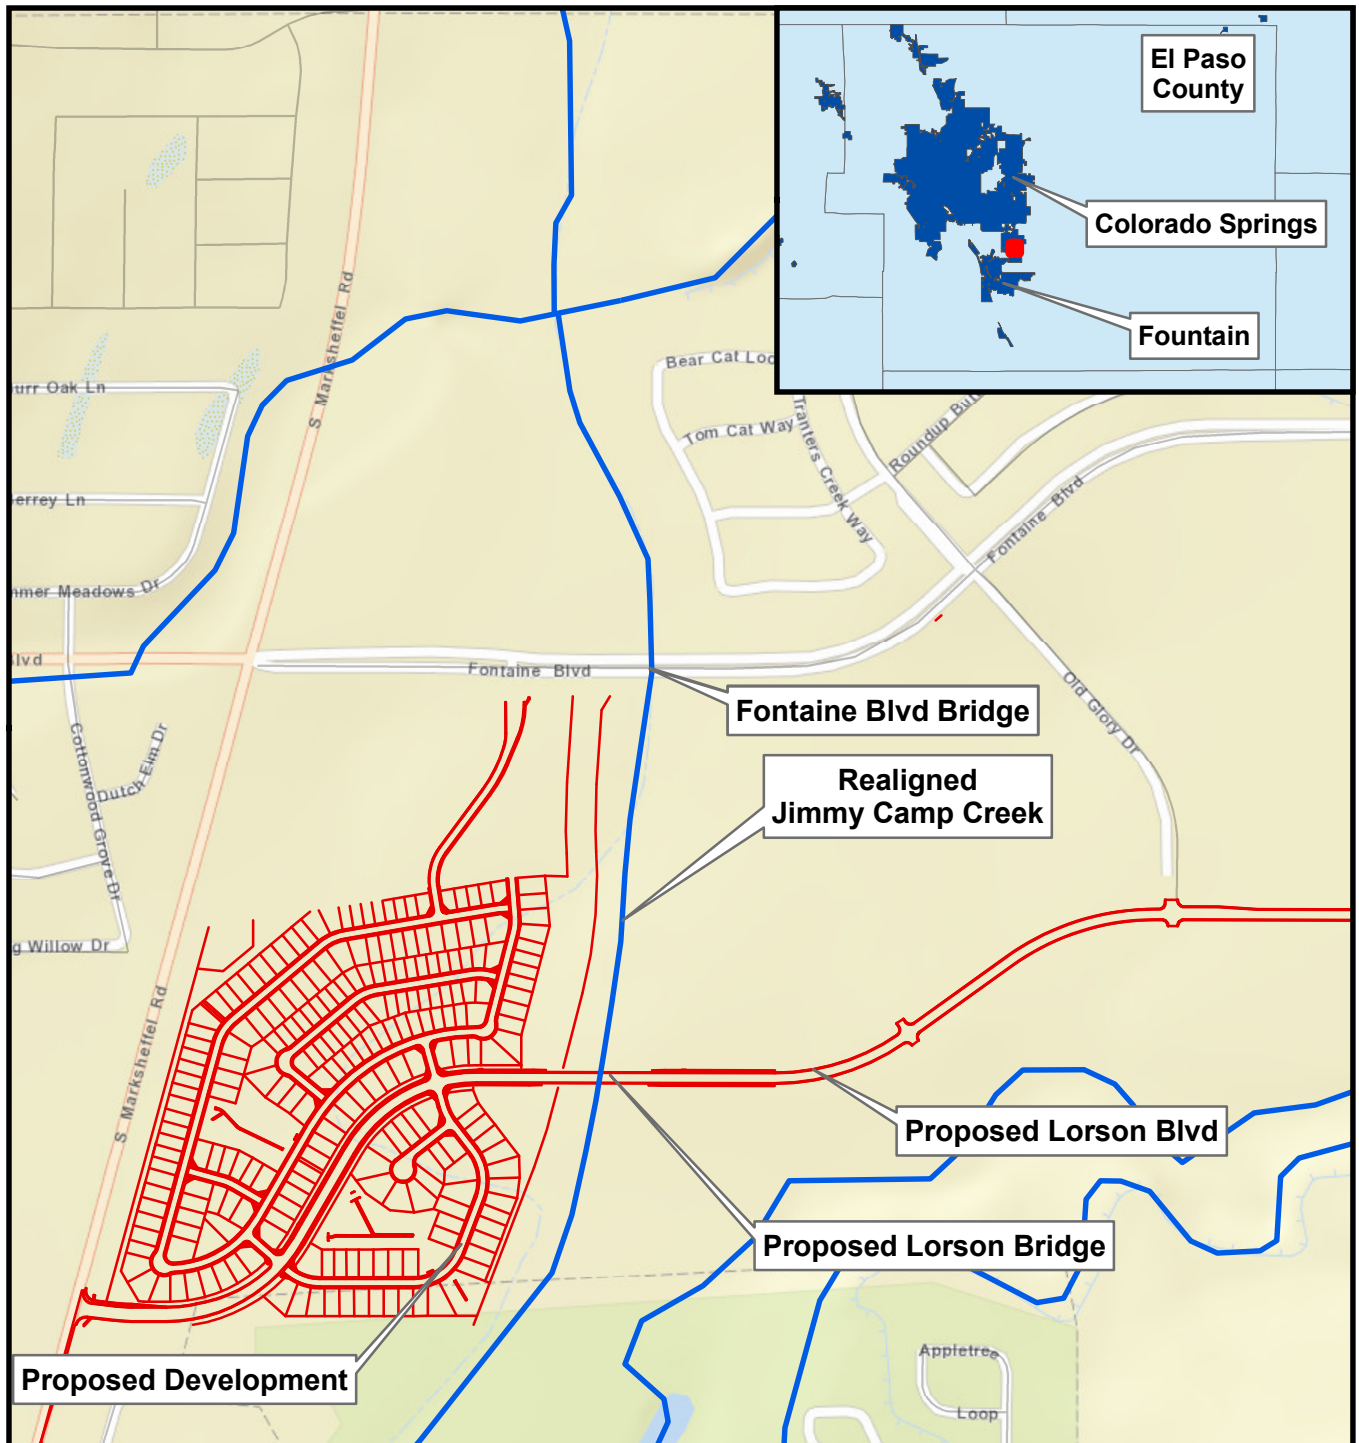 El Paso
County
Colorado Springs
Fountain
S Marksheffel Rd
Bear Cat Loo
urr Oak Ln
Tom Cat Way
Tranters Creek Way
Roundup But
errey Ln
Fontaine Blvd
mmer Meadows Dr
lvd
Fontaine Blvd
Old Glory Dr
Fontaine Blvd Bridge
Cottonwood Grove Dr
Dutch Elm Dr
Realigned
Jimmy Camp Creek
g Willow Dr
S Marksheffel Rd
Proposed Lorson Blvd
Proposed Lorson Bridge
Proposed Development
Appletree
Loop